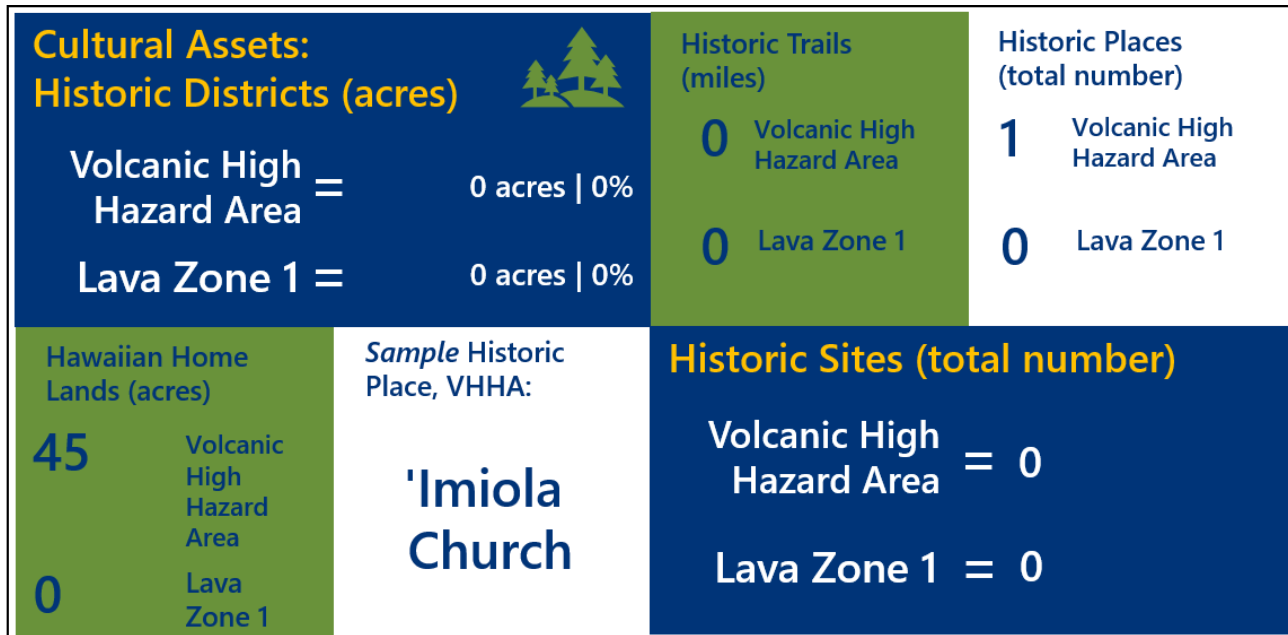 Cultural Assets:
Historic Districts (acres)
Volcanic High
Hazard Area =
0 acres | 0%
Lava Zone 1 =
0 acres | 0%
Historic Trails
(miles)
0 Volcanic High
Hazard Area
0 Lava Zone 1
Historic Places
(total number)
1 Volcanic High
Hazard Area
0 Lava Zone 1
Hawaiian Home
Lands (acres)
45 Volcanic
High
Hazard
Area
0 Lava
Zone 1
Sample Historic
Place, VHHA:
'Imiola
Church
Historic Sites (total number)
Volcanic High
Hazard Area = 0
Lava Zone 1 = 0